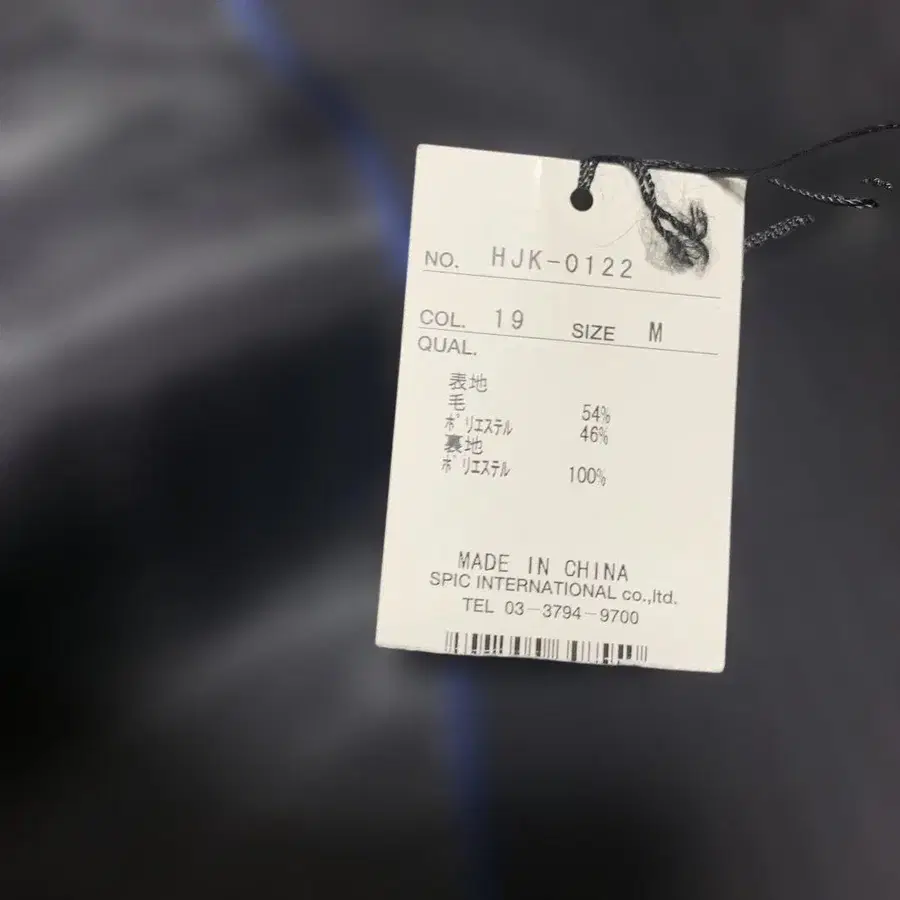 NO. HJK-0122
COL. 19 SIZE M
QUAL.
表地
毛 54%
ﾎﾟﾘｴｽﾃﾙ 46%
裏地
ﾎﾟﾘｴｽﾃﾙ 100%
MADE IN CHINA
SPIC INTERNATIONAL co.,ltd.
TEL 03-3794-9700